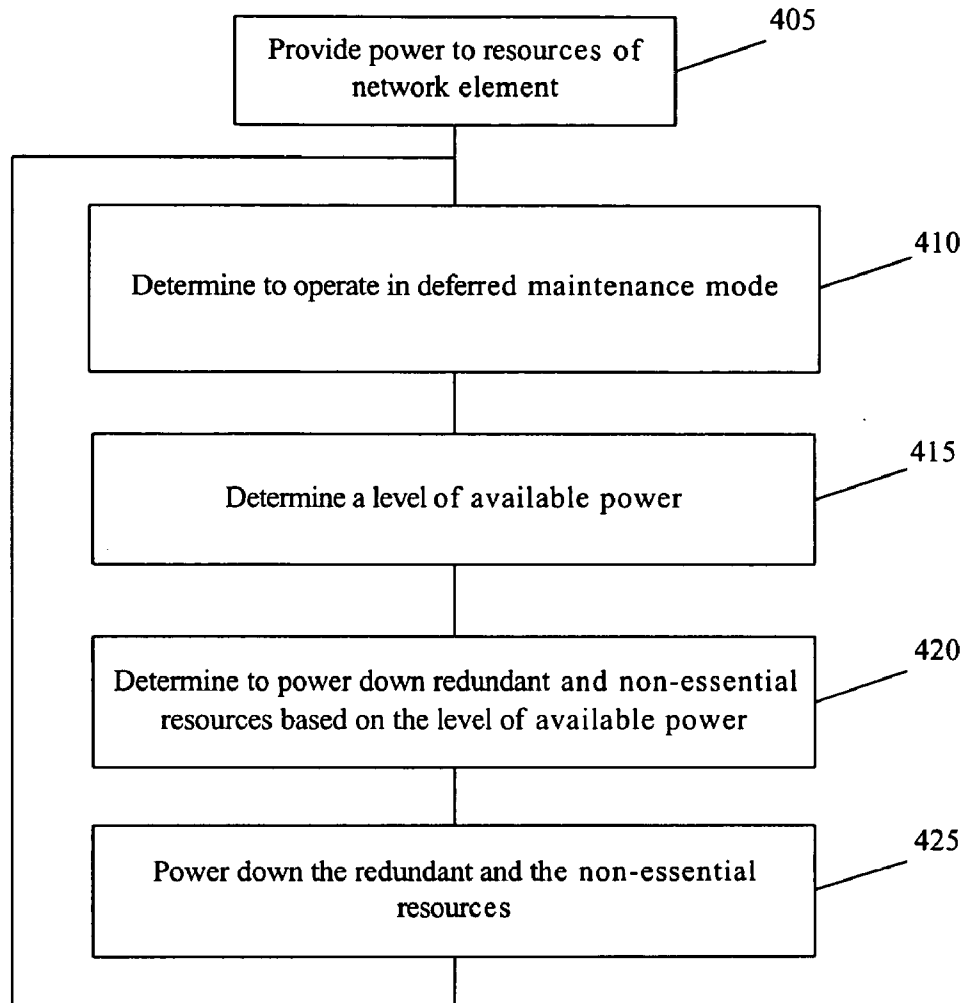 405
Provide power to resources of
network element
410
Determine to operate in deferred maintenance mode
415
Determine a level of available power
420
Determine to power down redundant and non-essential
resources based on the level of available power
425
Power down the redundant and the non-essential
resources